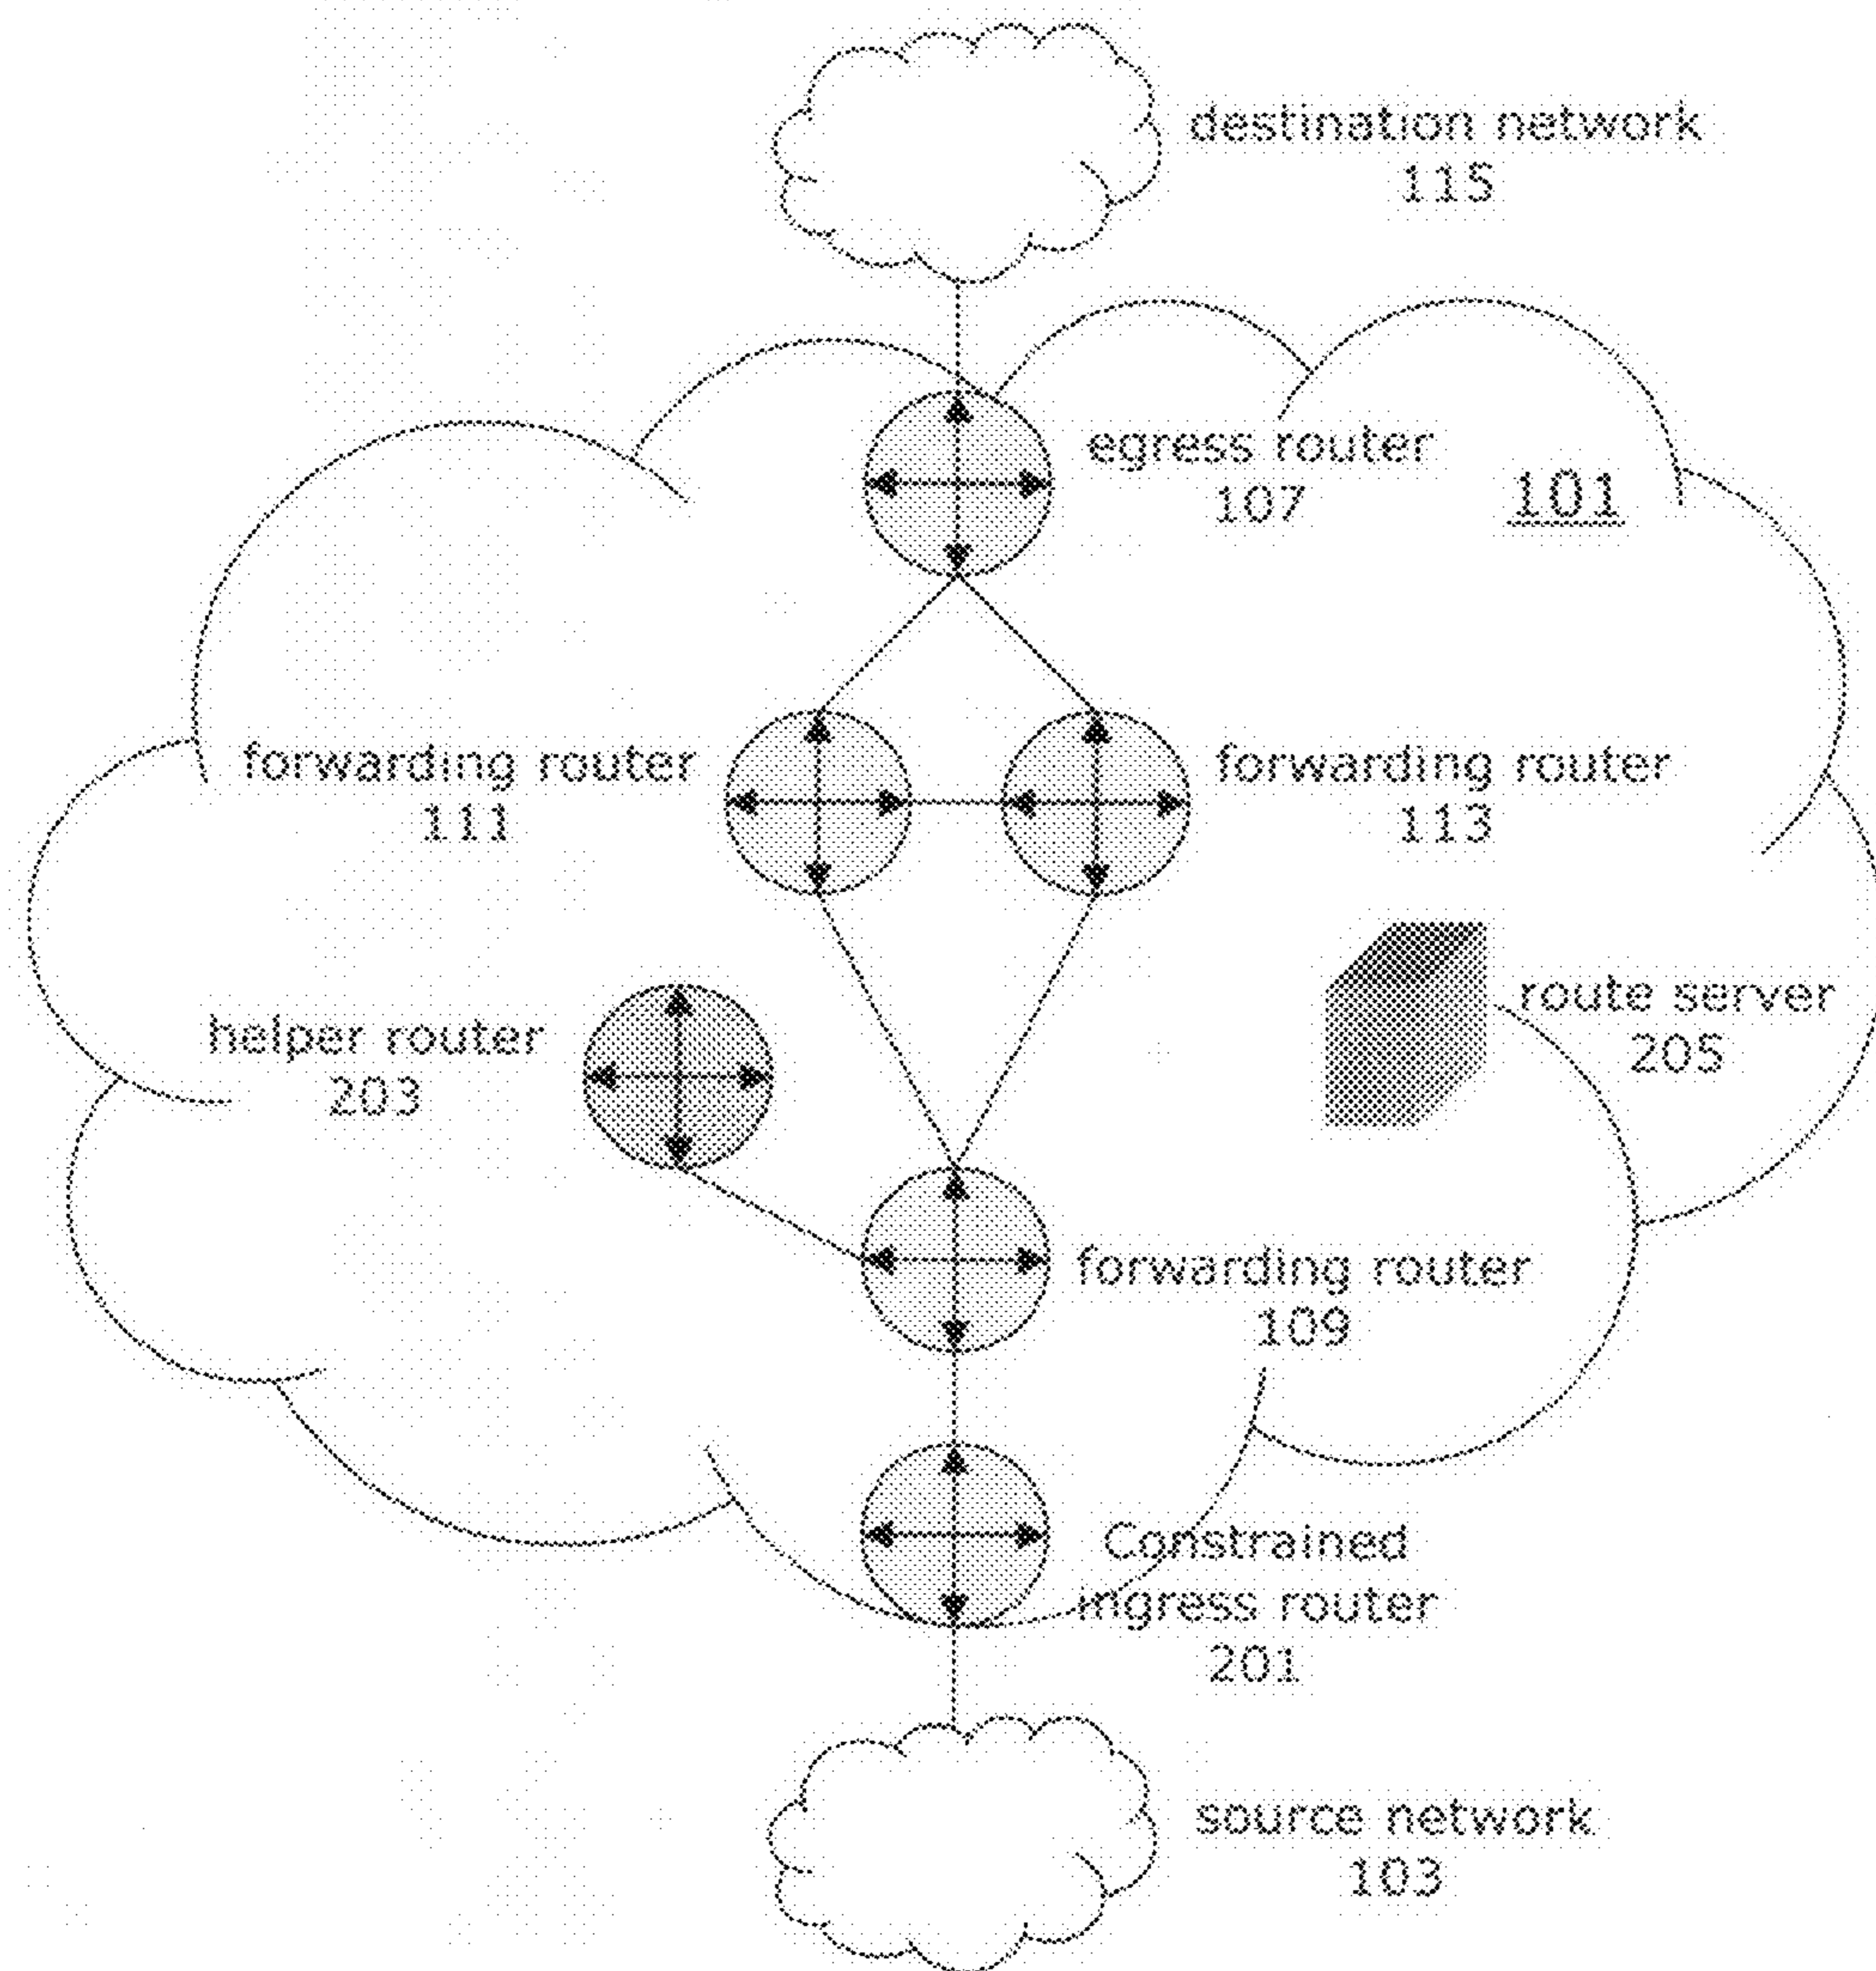 destination network
115
egress router
107
101
forwarding router
111
forwarding router
113
helper router
203
route server
205
forwarding router
109
Constrained
ingress router
201
source network
103